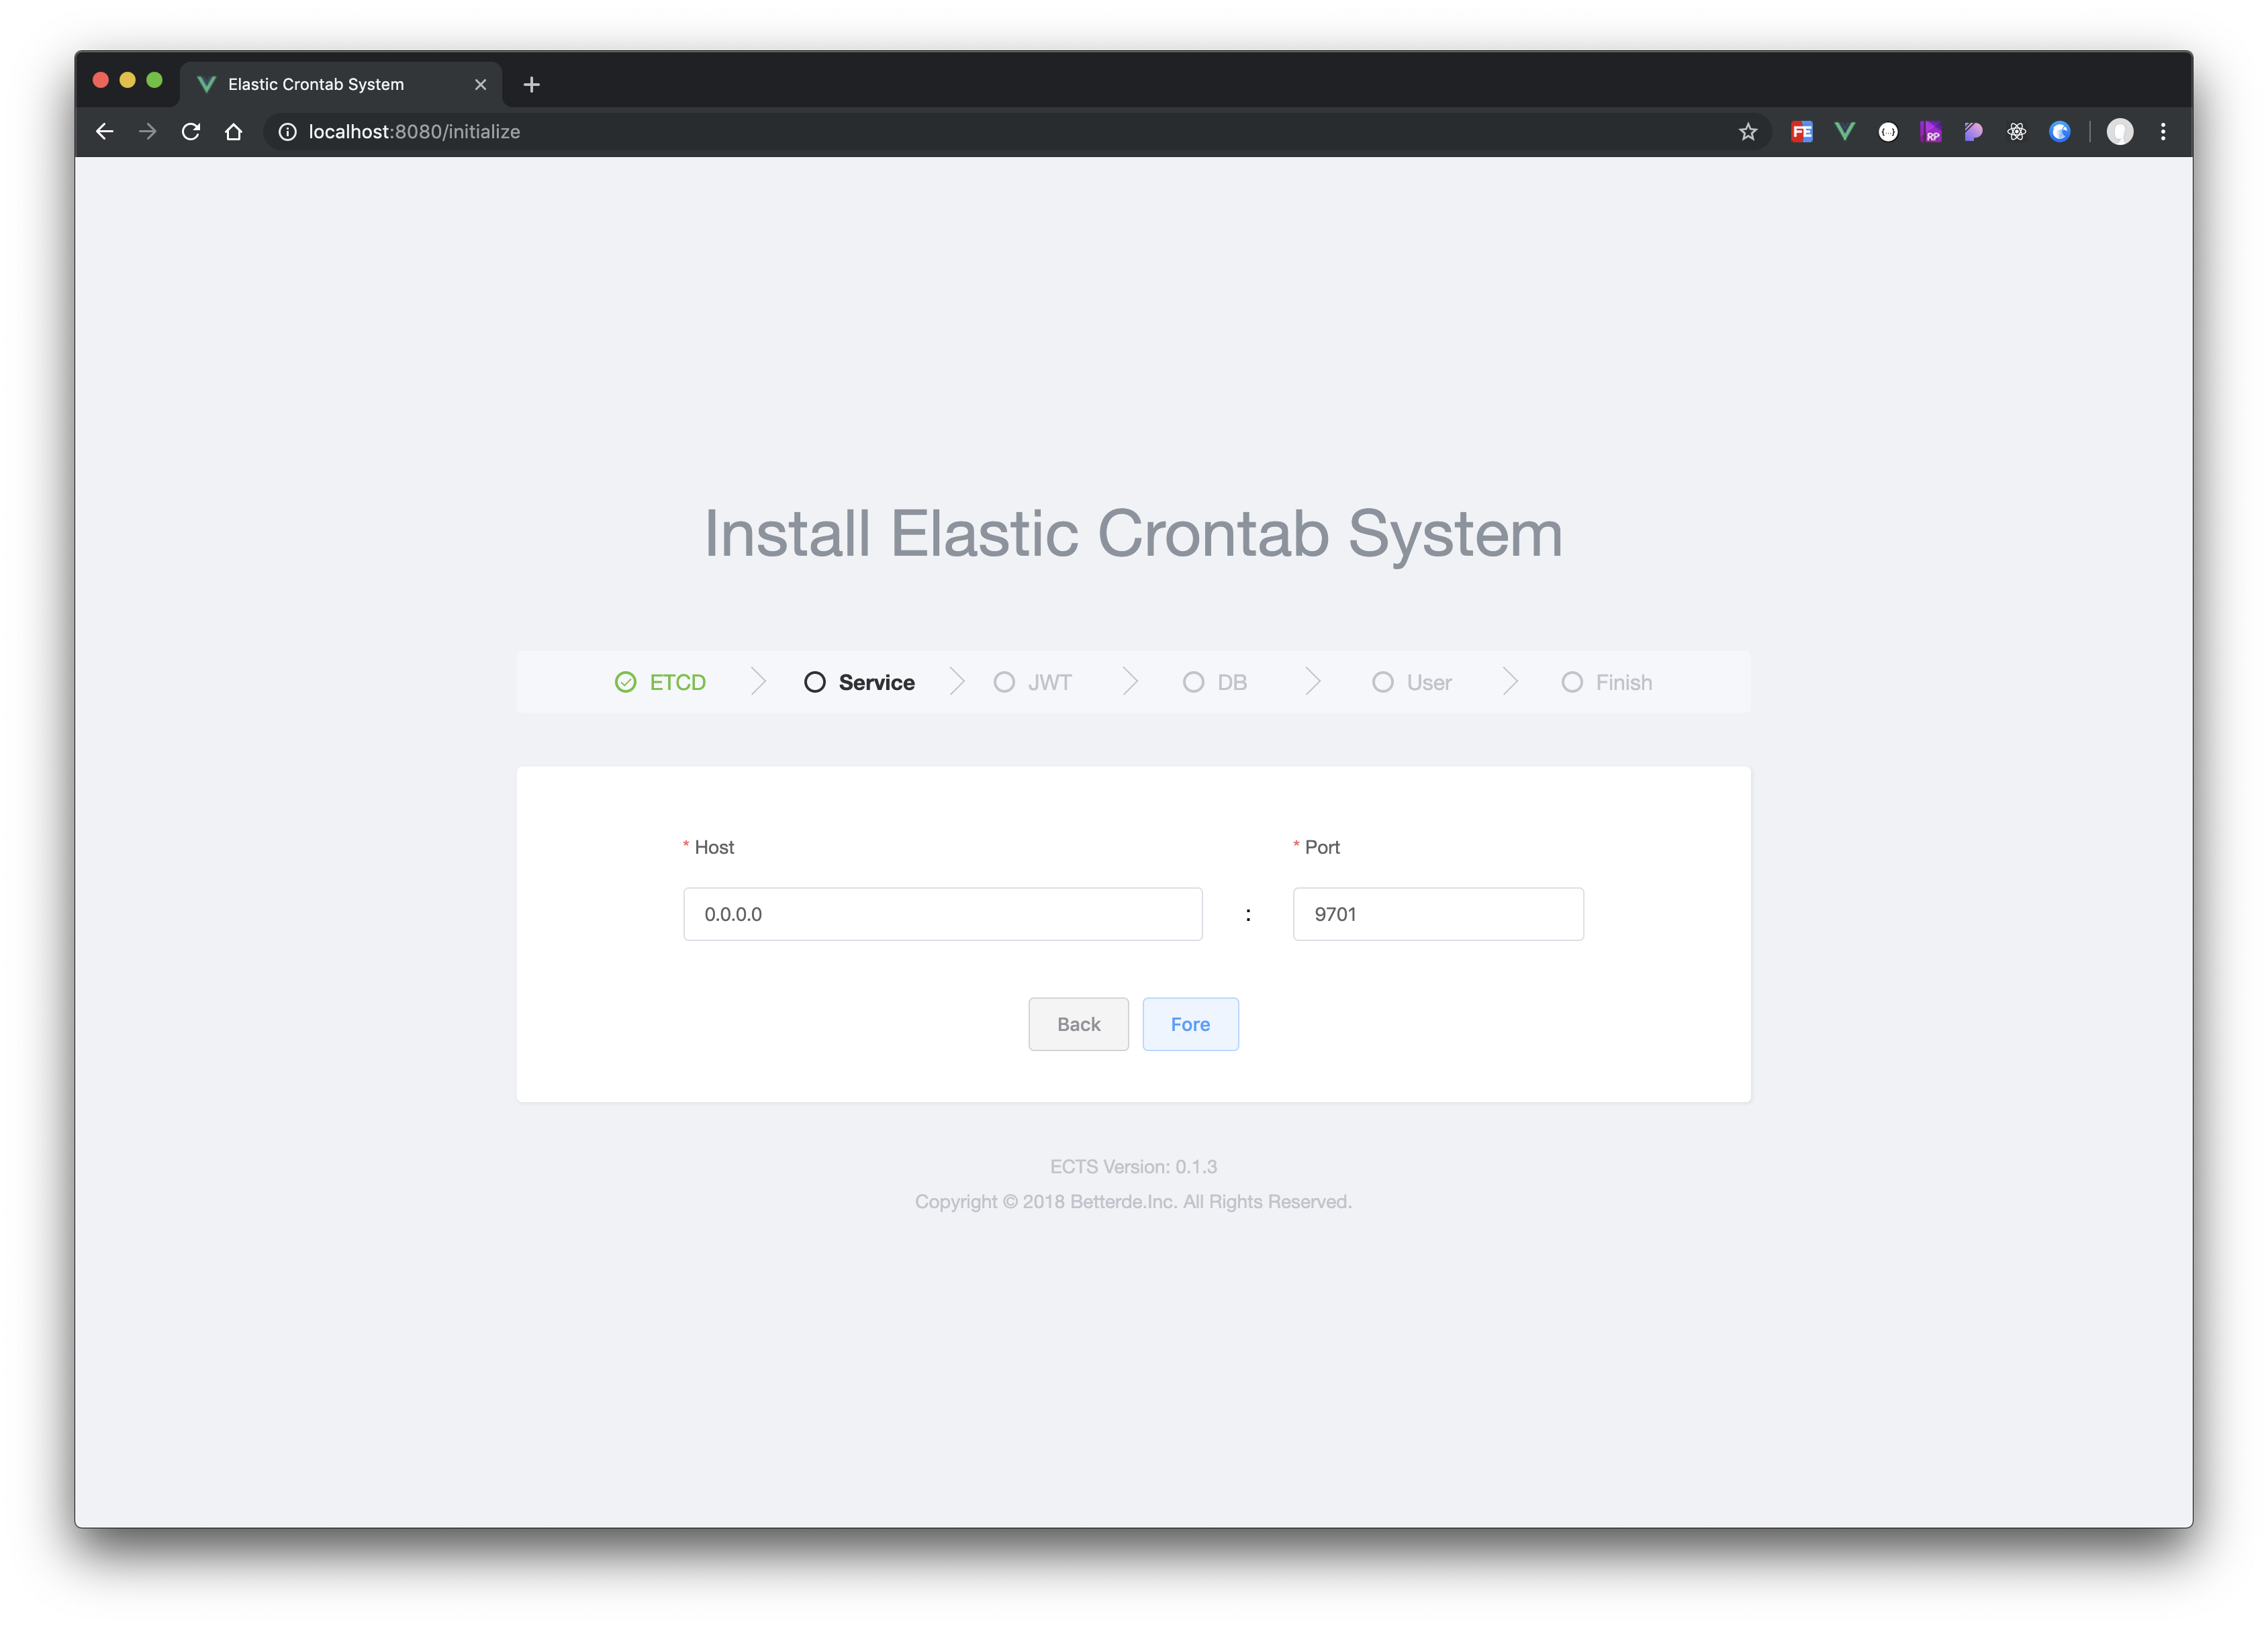 Elastic Crontab System
localhost:8080/initialize
FE
RP
Install Elastic Crontab System
ETCD Service JWT DB User Finish
* Host * Port
0.0.0.0 : 9701
Back Fore
ECTS Version: 0.1.3
Copyright © 2018 Betterde.Inc. All Rights Reserved.